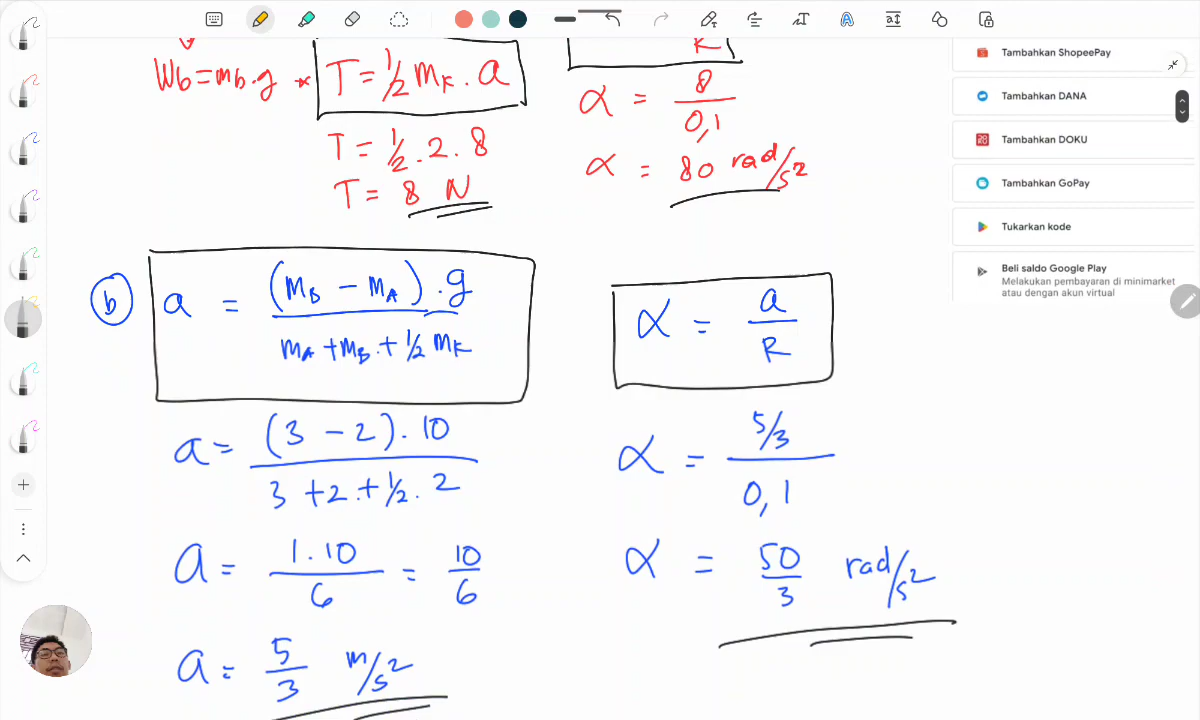 Wb=mb.g
T=½ mk.a
T=½.2.8
T= 8 N
R
α = 8/0,1
α = 80 rad/s²
b
a = (mB − mA).g / mA+mB+½ mK
a= (3 − 2).10 / 3+2+½.2
a= 1.10/6 = 10/6
a= 5/3 m/s²
α = a/R
α = 5/3 / 0,1
α = 50/3 rad/s²
Tambahkan ShopeePay
Tambahkan DANA
Tambahkan DOKU
Tambahkan GoPay
Tukarkan kode
Beli saldo Google Play
Melakukan pembayaran di minimarket
atau dengan akun virtual